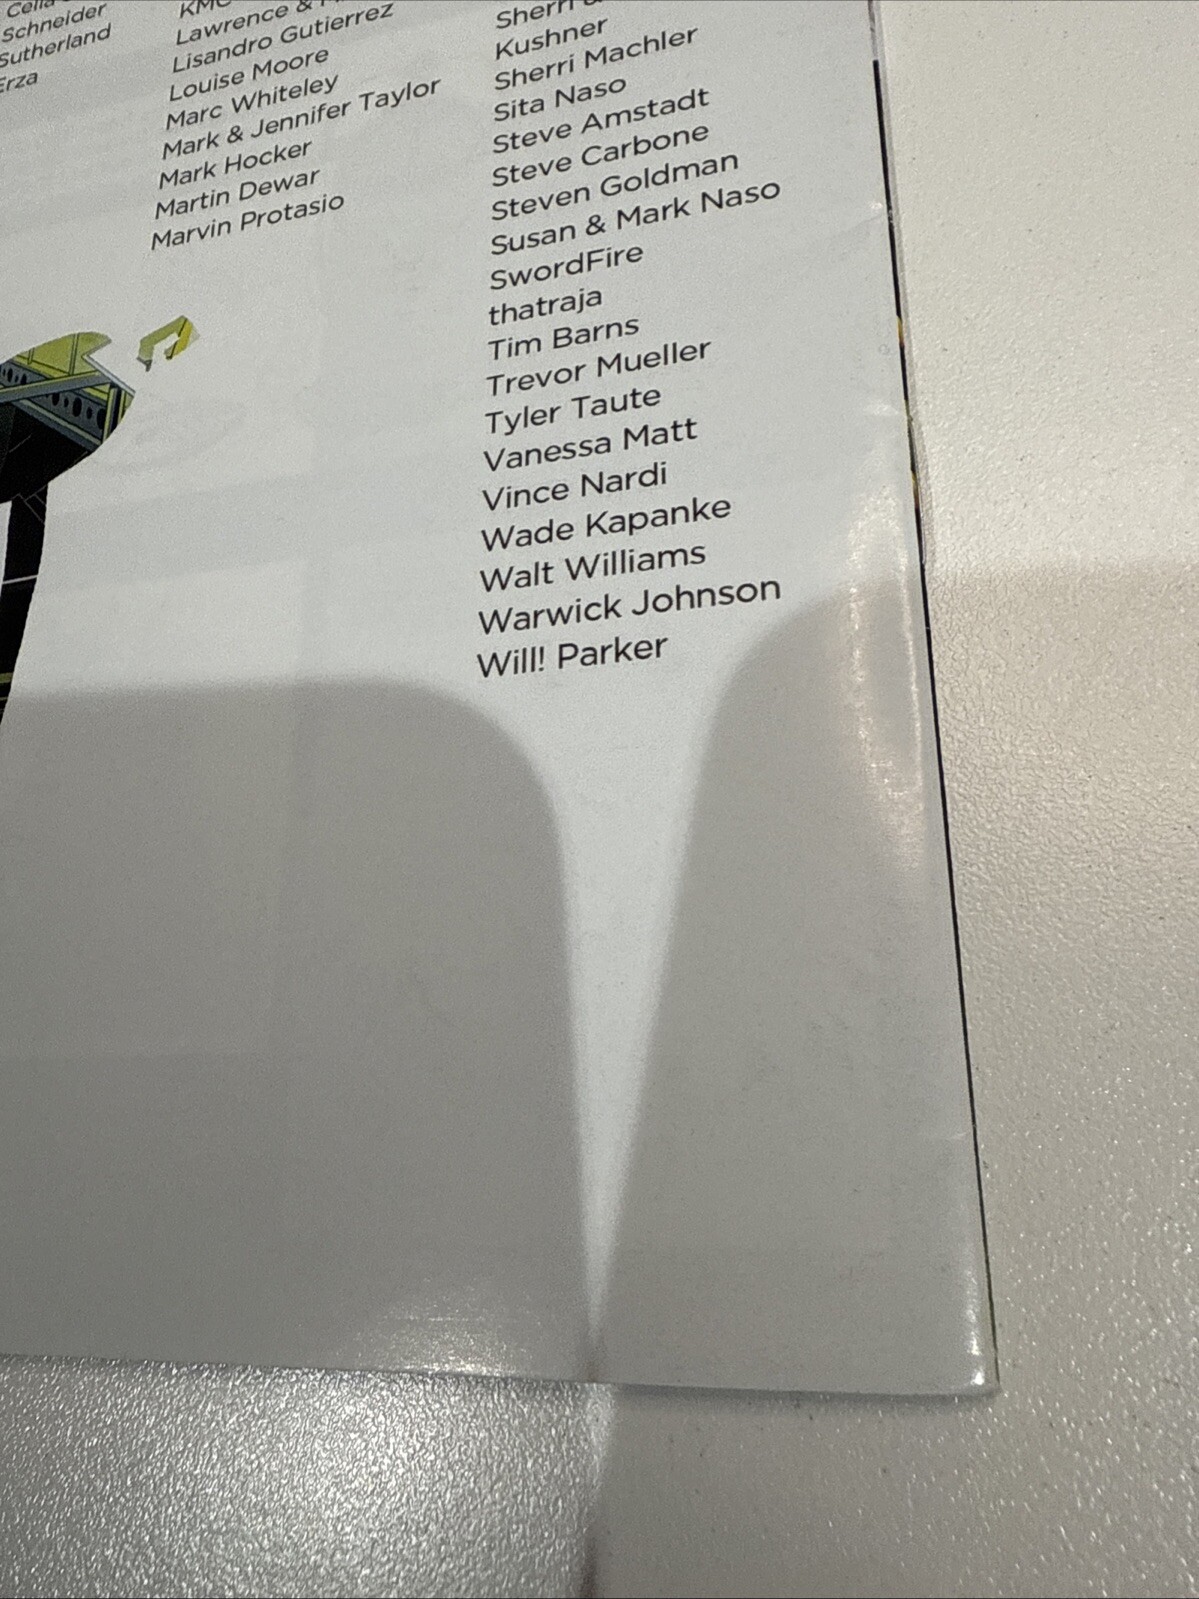 Schneider
Sutherland
Erza
Lawrence &
Lisandro Gutierrez
Louise Moore
Marc Whiteley
Mark & Jennifer Taylor
Mark Hocker
Martin Dewar
Marvin Protasio
Sherri
Kushner
Sherri Machler
Sita Naso
Steve Amstadt
Steve Carbone
Steven Goldman
Susan & Mark Naso
SwordFire
thatraja
Tim Barns
Trevor Mueller
Tyler Taute
Vanessa Matt
Vince Nardi
Wade Kapanke
Walt Williams
Warwick Johnson
Will! Parker